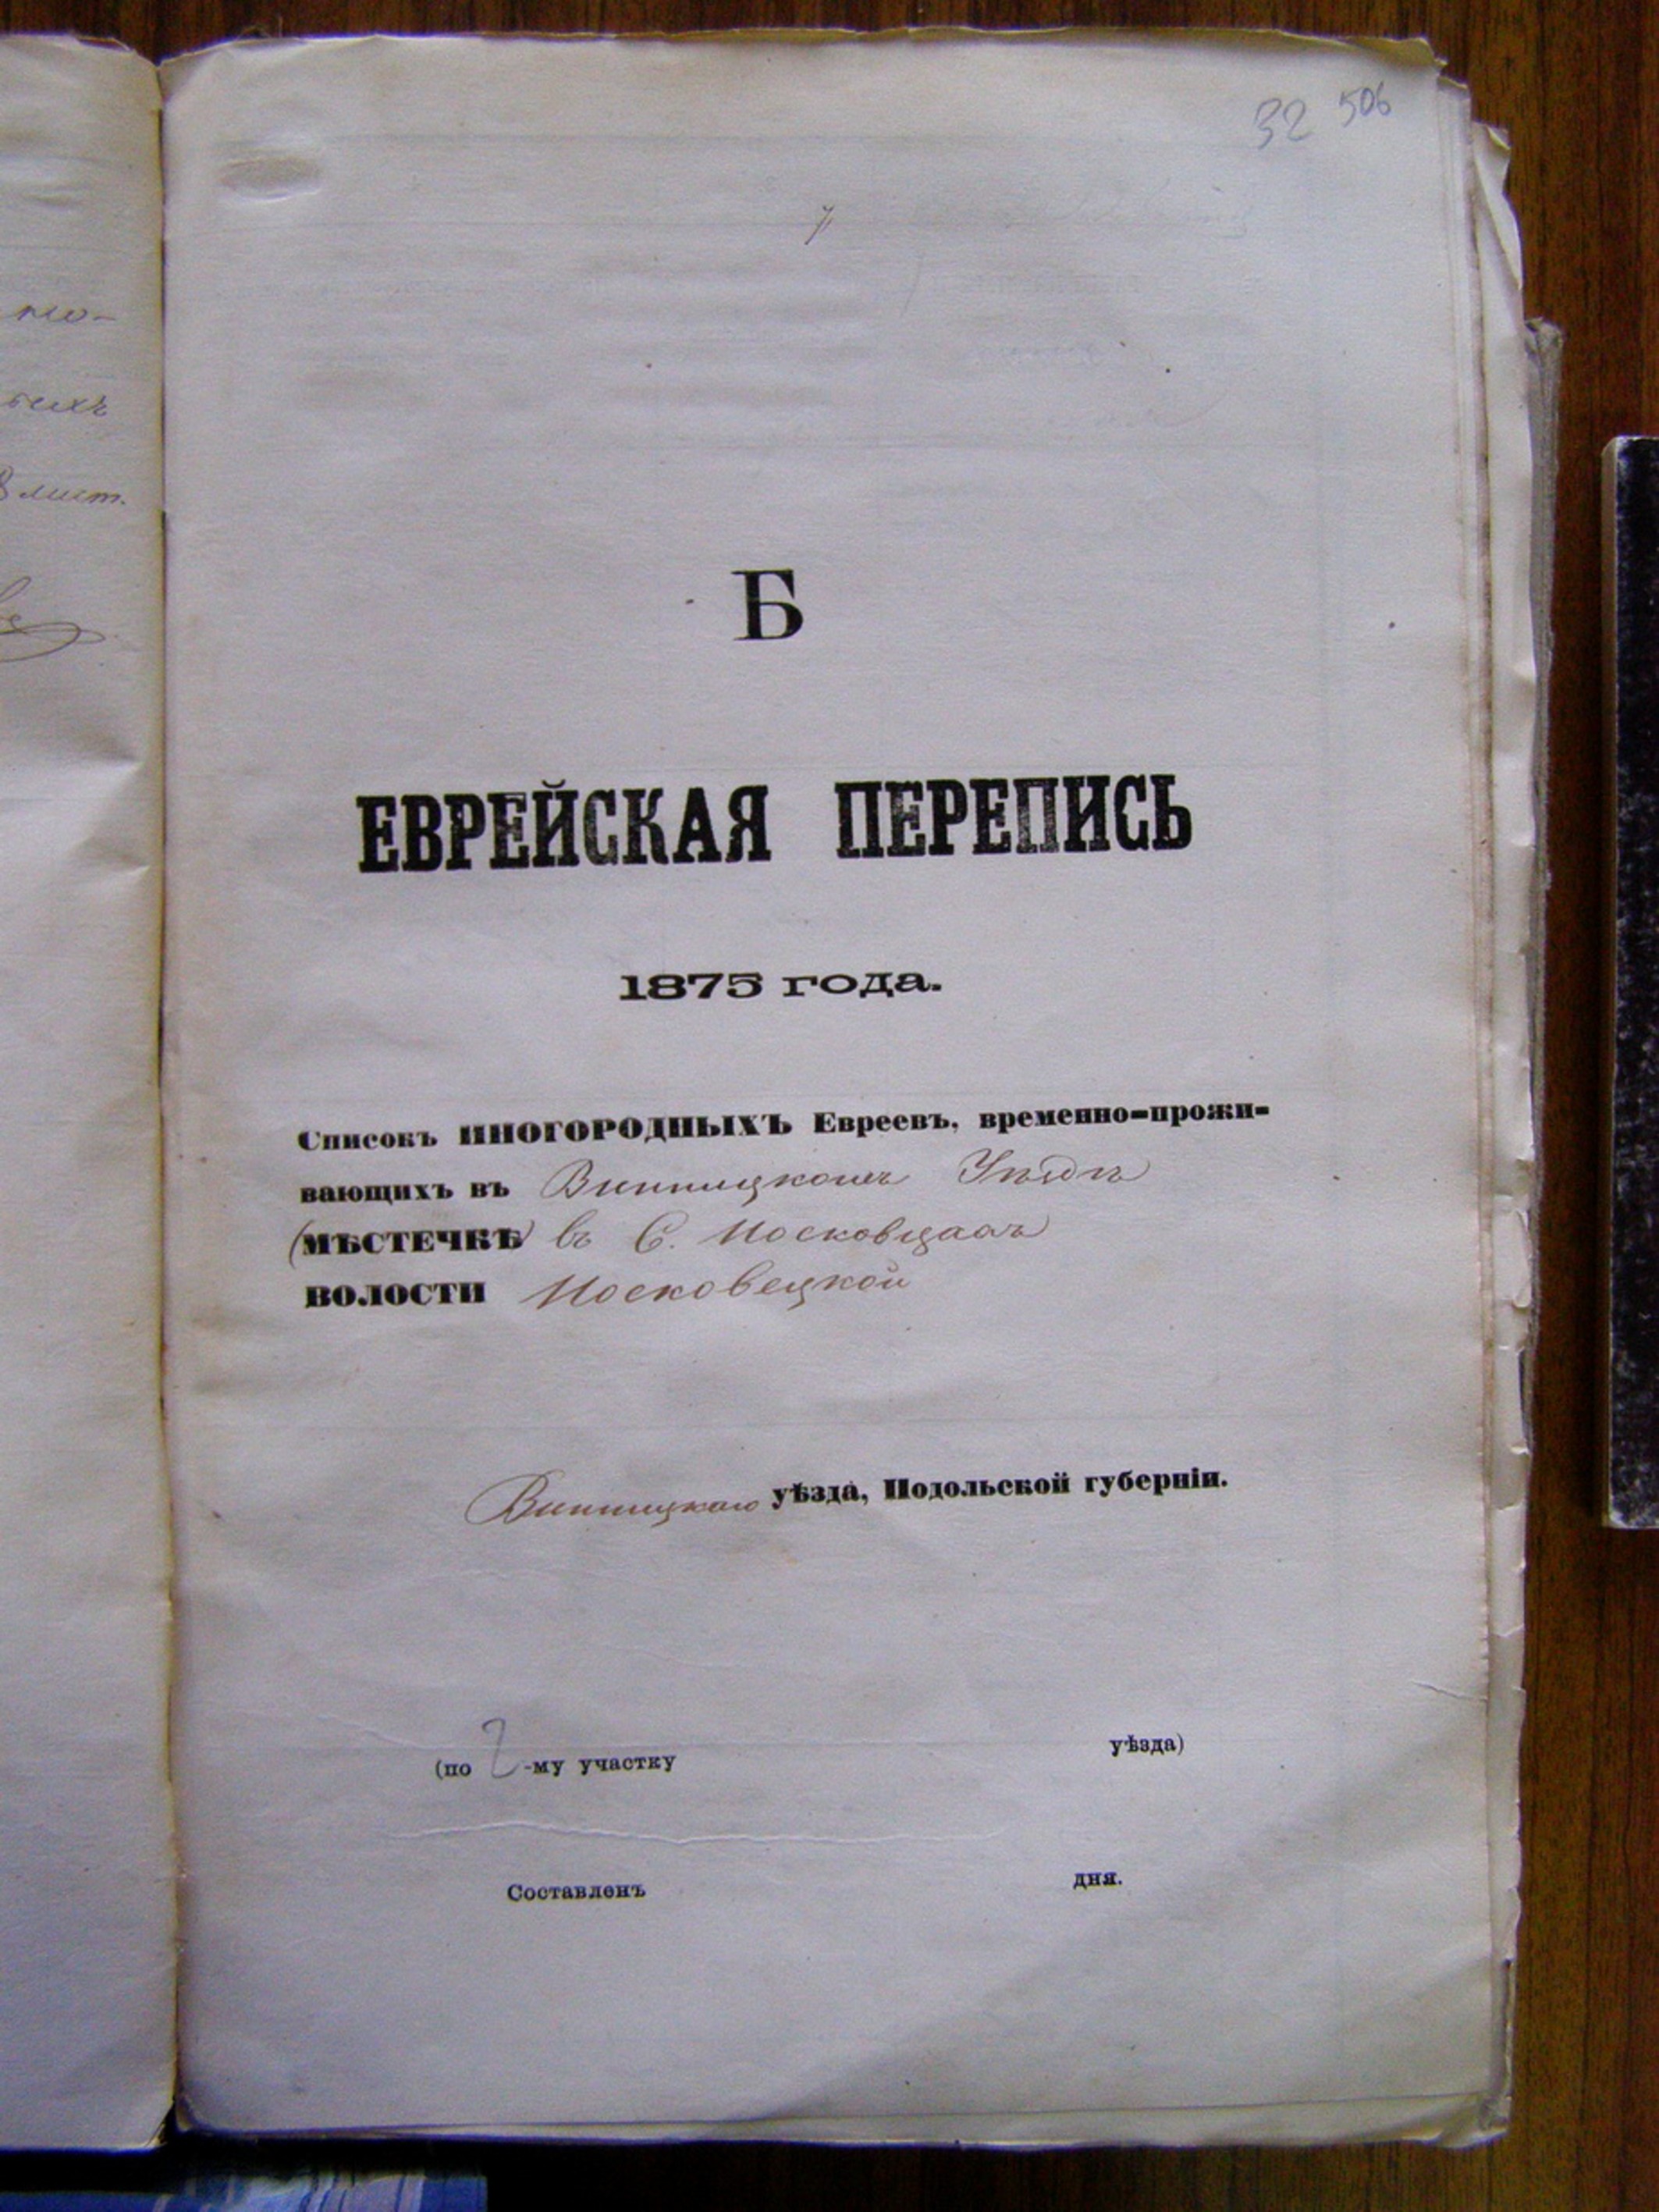 32 506
7
Б
ЕВРЕЙСКАЯ ПЕРЕПИСЬ
1875 года.
Списокъ ИНОГОРОДНЫХЪ Евреевъ, временно-прожи-
вающихъ въ Винницкомъ Уѣздѣ
(МѢСТЕЧКѢ) въ С. Московцахъ
ВОЛОСТИ Московецкой
Винницкаго уѣзда, Подольской губерніи.
(по 2-му участку уѣзда)
Составленъ дня.